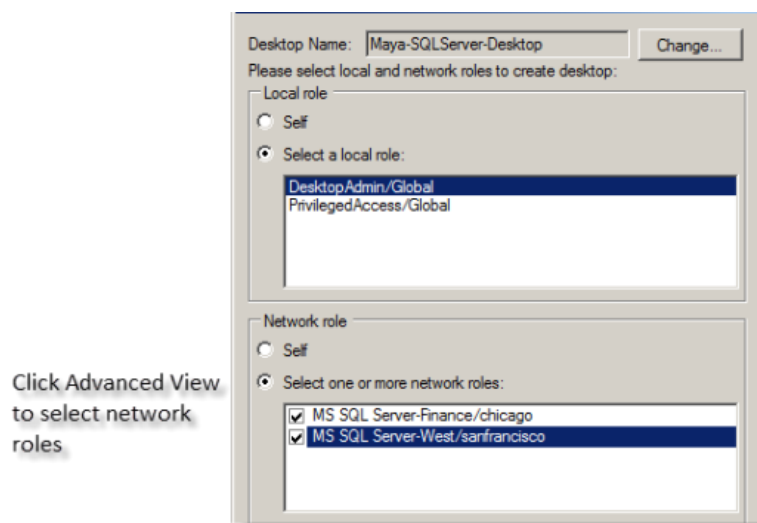 Desktop Name: Maya-SQLServer-Desktop Change...
Please select local and network roles to create desktop:
Local role
Self
Select a local role:
DesktopAdmin/Global
PrivilegedAccess/Global
Network role
Self
Select one or more network roles:
MS SQL Server-Finance/chicago
MS SQL Server-West/sanfrancisco
Click Advanced View
to select network
roles